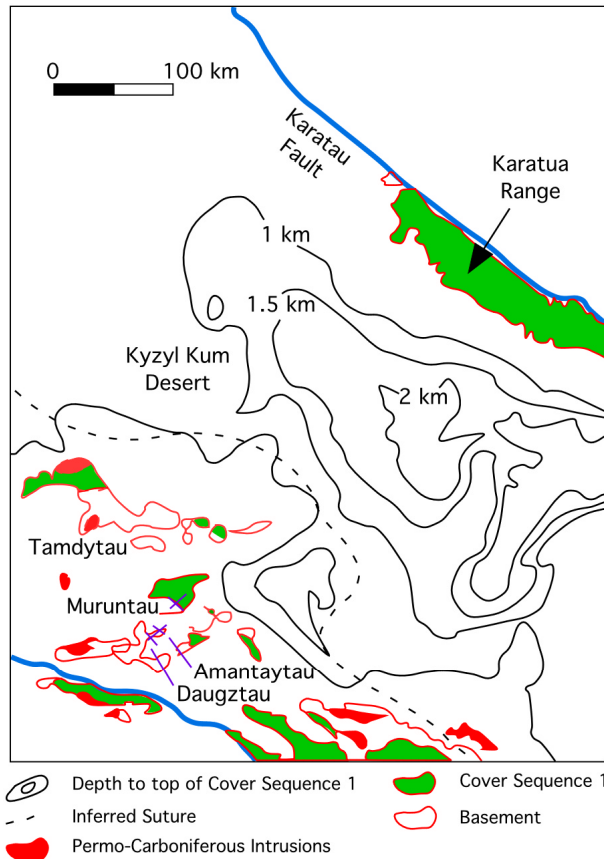 0 100 km
Karatau
Fault
Karatua
Range
1 km
1.5 km
Kyzyl Kum
Desert
2 km
Tamdytau
Muruntau
Amantaytau
Daugztau
Depth to top of Cover Sequence 1
Cover Sequence 1
Inferred Suture
Basement
Permo-Carboniferous Intrusions